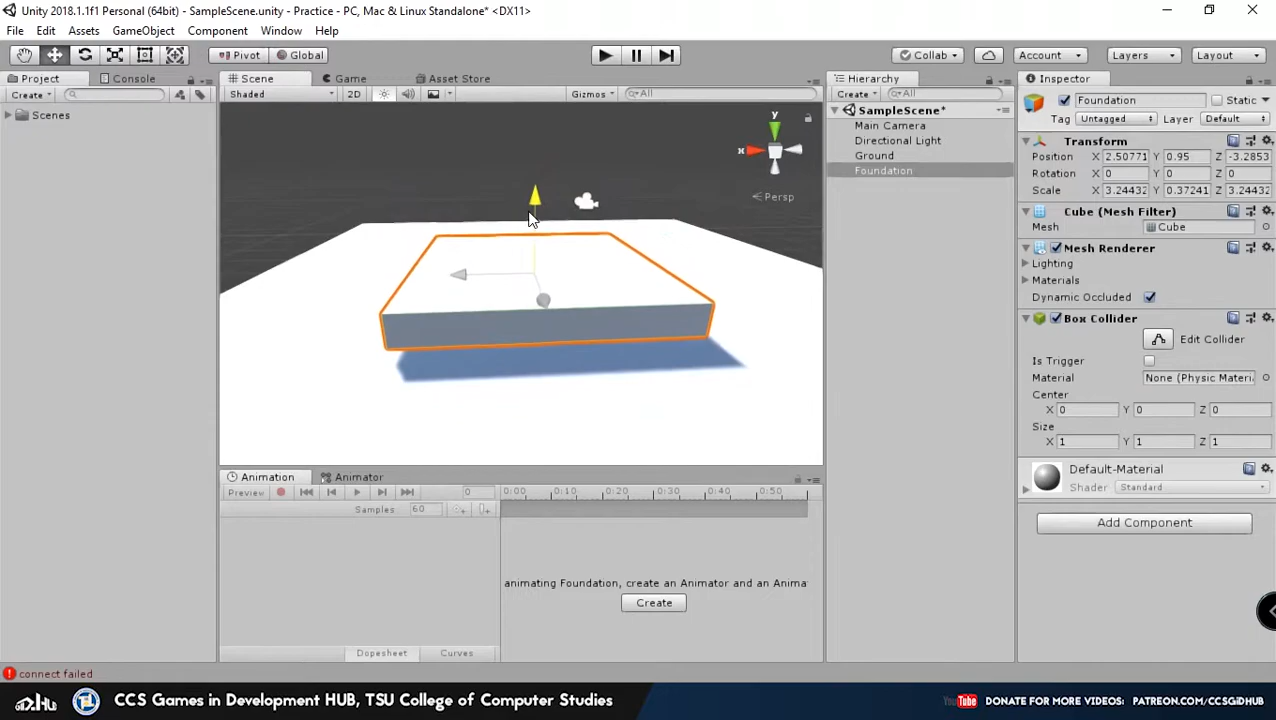 Unity 2018.1.1f1 Personal (64bit) - SampleScene.unity - Practice - PC, Mac & Linux Standalone* <DX11>
File Edit Assets GameObject Component Window Help
Pivot Global Collab Account Layers Layout
Project Console Scene Game Asset Store Hierarchy Inspector
Create Shaded 2D Gizmos All Create All Foundation Static
Scenes
SampleScene*
Tag Untagged Layer Default
Main Camera
Directional Light
Ground
Foundation
y
x
Persp
Transform
Position X 2.50771 Y 0.95 Z -3.2853
Rotation X 0 Y 0 Z 0
Scale X 3.24432 Y 0.37241 Z 3.24432
Cube (Mesh Filter)
Mesh Cube
Mesh Renderer
Lighting
Materials
Dynamic Occluded
Box Collider
Edit Collider
Is Trigger
Material None (Physic Materi
Center
X 0 Y 0 Z 0
Size
X 1 Y 1 Z 1
Default-Material
Shader Standard
Add Component
Animation Animator
Preview 0 0:00 0:10 0:20 0:30 0:40 0:50
Samples 60
animating Foundation, create an Animator and an Anima
Create
Dopesheet Curves
connect failed
CCS GAMES IN DEVELOPMENT HUB, TSU COLLEGE OF COMPUTER STUDIES
YouTube DONATE FOR MORE VIDEOS: PATREON.COM/CCSGIDHUB